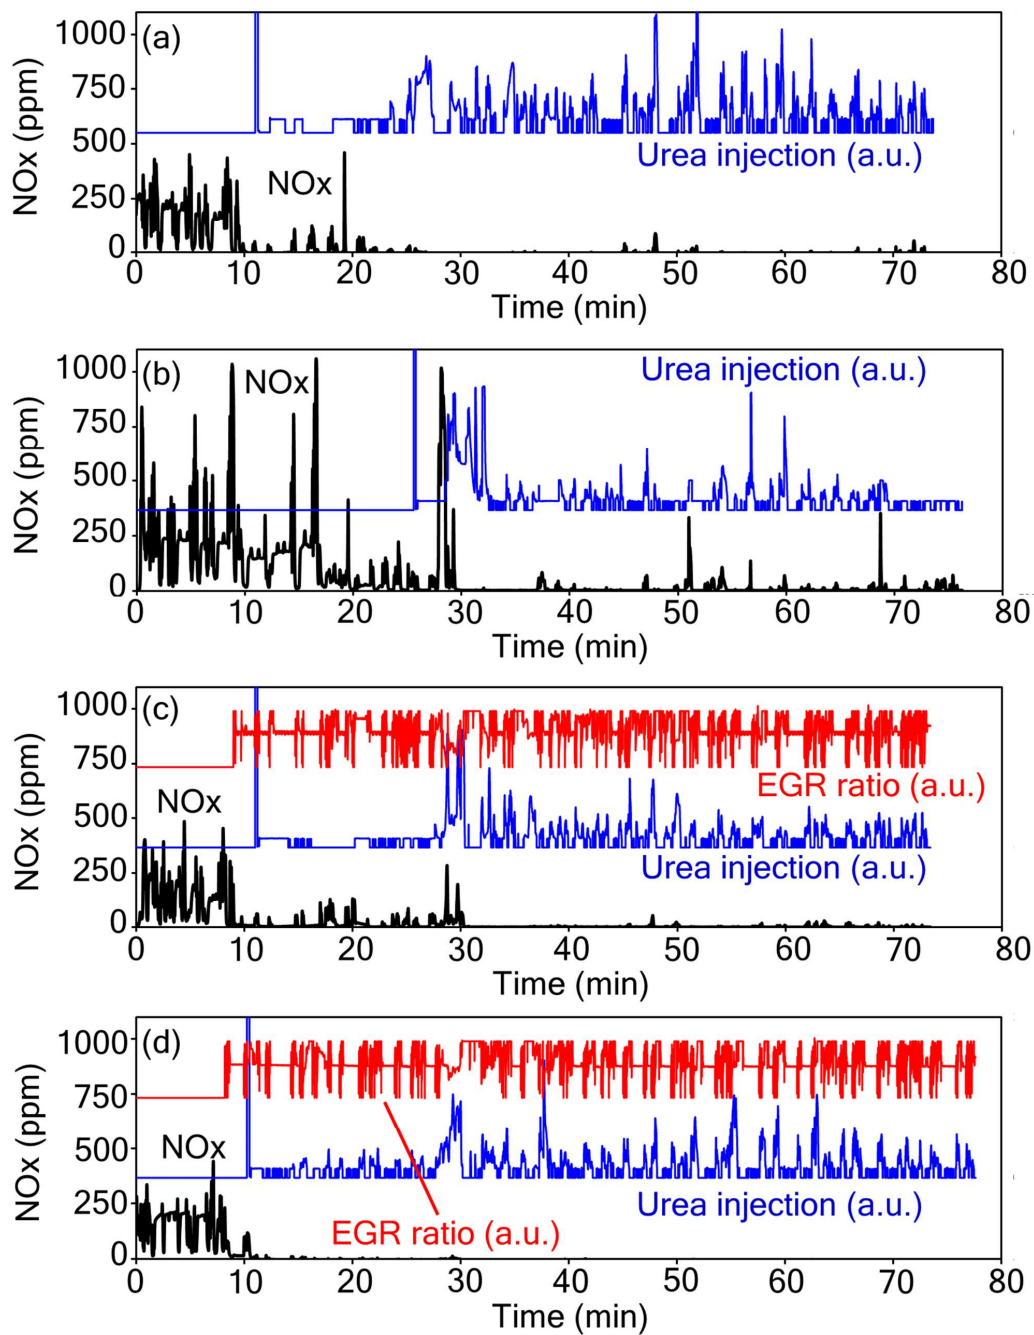 (a)
NOx (ppm)
1000
750
500
250
0
NOx
Urea injection (a.u.)
0 10 20 30 40 50 60 70 80
Time (min)
(b)
NOx (ppm)
1000
750
500
250
0
NOx
Urea injection (a.u.)
0 10 20 30 40 50 60 70 80
Time (min)
(c)
NOx (ppm)
1000
750
500
250
0
NOx
EGR ratio (a.u.)
Urea injection (a.u.)
0 10 20 30 40 50 60 70 80
Time (min)
(d)
NOx (ppm)
1000
750
500
250
0
NOx
Urea injection (a.u.)
EGR ratio (a.u.)
0 10 20 30 40 50 60 70 80
Time (min)